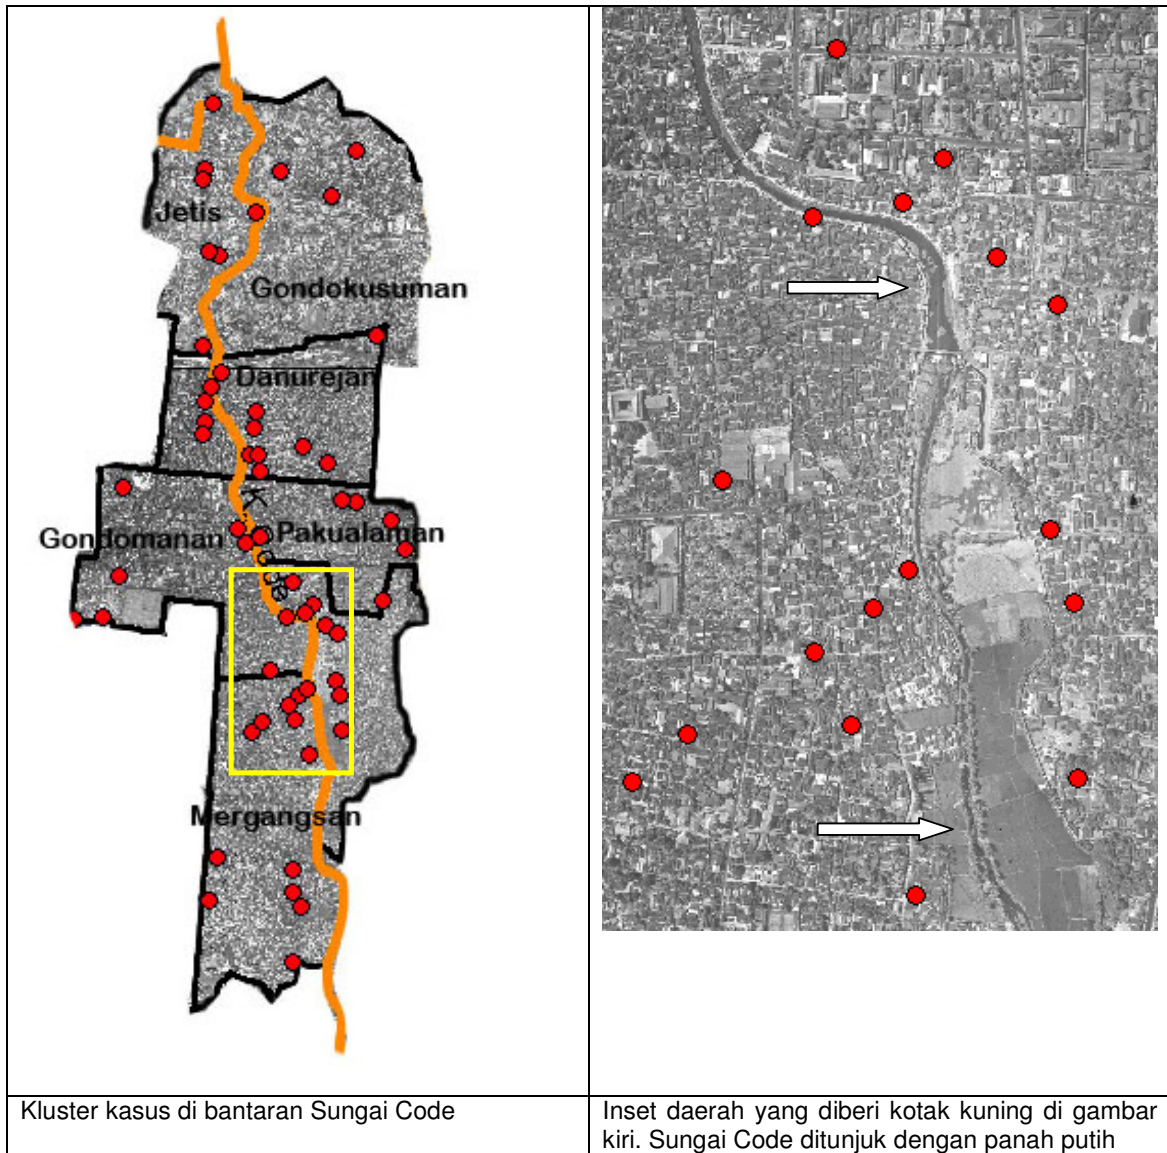 Jetis
Gondokusuman
Danurejan
Gondomanan
Pakualaman
Mergangsan
Kluster kasus di bantaran Sungai Code
Inset daerah yang diberi kotak kuning di gambar
kiri. Sungai Code ditunjuk dengan panah putih